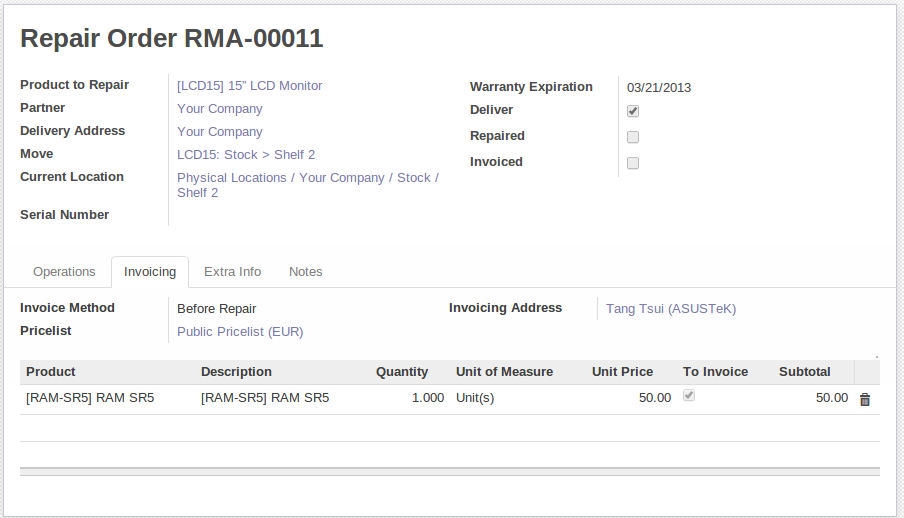 Repair Order RMA-00011
Product to Repair [LCD15] 15" LCD Monitor
Partner Your Company
Delivery Address Your Company
Move LCD15: Stock > Shelf 2
Current Location Physical Locations / Your Company / Stock /
Shelf 2
Serial Number
Warranty Expiration 03/21/2013
Deliver
Repaired
Invoiced
Operations Invoicing Extra Info Notes
Invoice Method Before Repair Invoicing Address Tang Tsui (ASUSTeK)
Pricelist Public Pricelist (EUR)
Product Description Quantity Unit of Measure Unit Price To Invoice Subtotal
[RAM-SR5] RAM SR5 [RAM-SR5] RAM SR5 1.000 Unit(s) 50.00 50.00